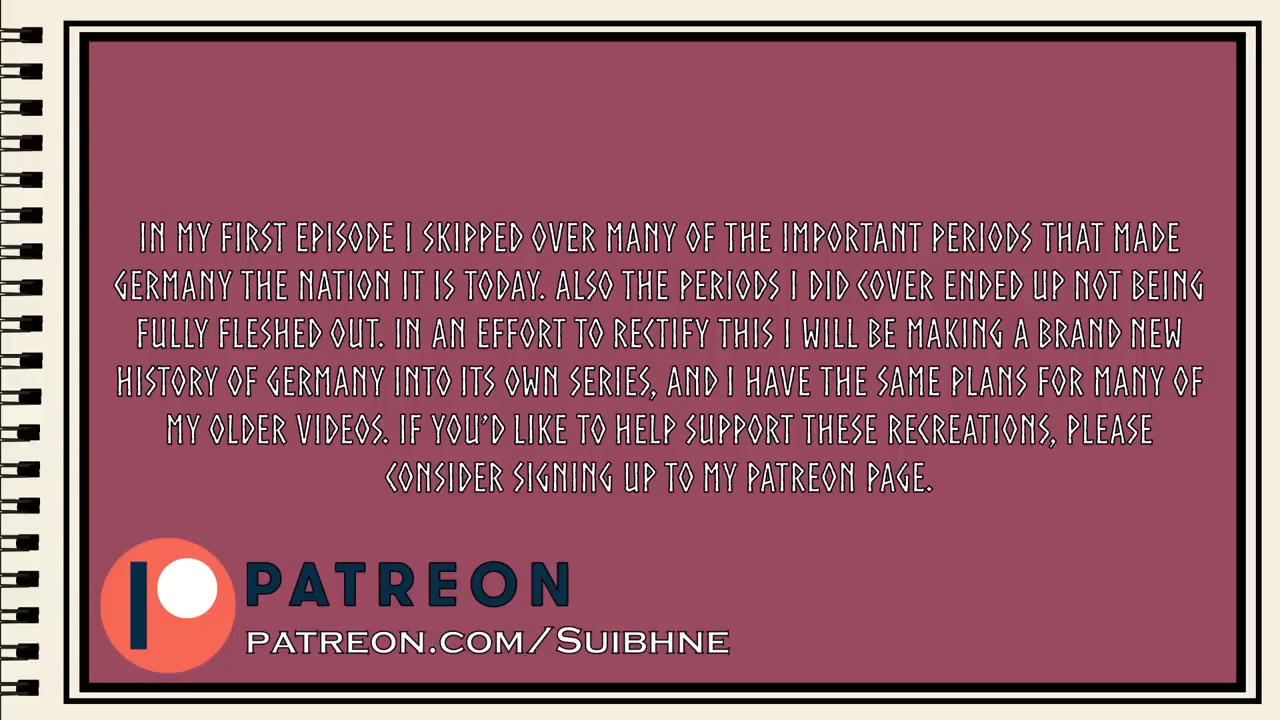 IN MY FIRST EPISODE I SKIPPED OVER MANY OF THE IMPORTANT PERIODS THAT MADE
GERMANY THE NATION IT IS TODAY. ALSO THE PERIODS I DID COVER ENDED UP NOT BEING
FULLY FLESHED OUT. IN AN EFFORT TO RECTIFY THIS I WILL BE MAKING A BRAND NEW
HISTORY OF GERMANY INTO ITS OWN SERIES, AND I HAVE THE SAME PLANS FOR MANY OF
MY OLDER VIDEOS. IF YOU'D LIKE TO HELP SUPPORT THESE RECREATIONS, PLEASE
CONSIDER SIGNING UP TO MY PATREON PAGE.
PATREON
PATREON.COM/SUIBHNE